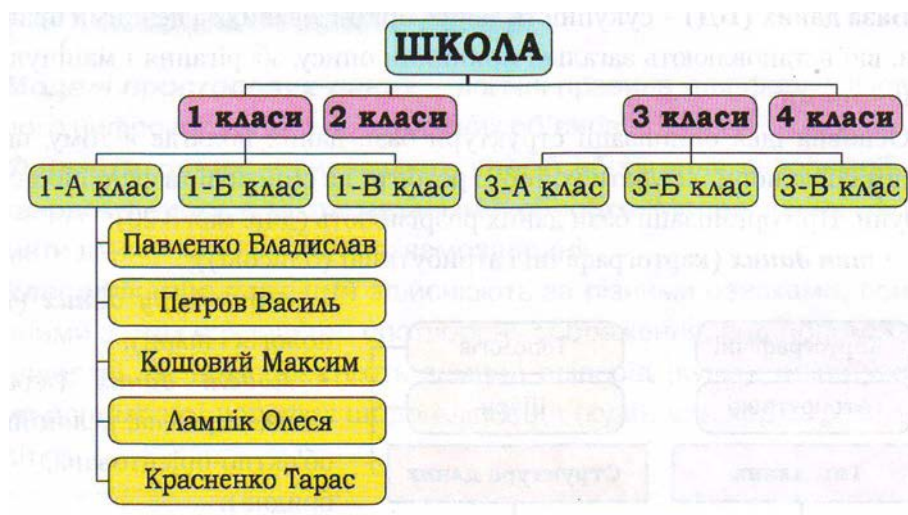 ШКОЛА
1 класи 2 класи 3 класи 4 класи
1-А клас 1-Б клас 1-В клас 3-А клас 3-Б клас 3-В клас
Павленко Владислав
Петров Василь
Кошовий Максим
Лампік Олеся
Красненко Тарас